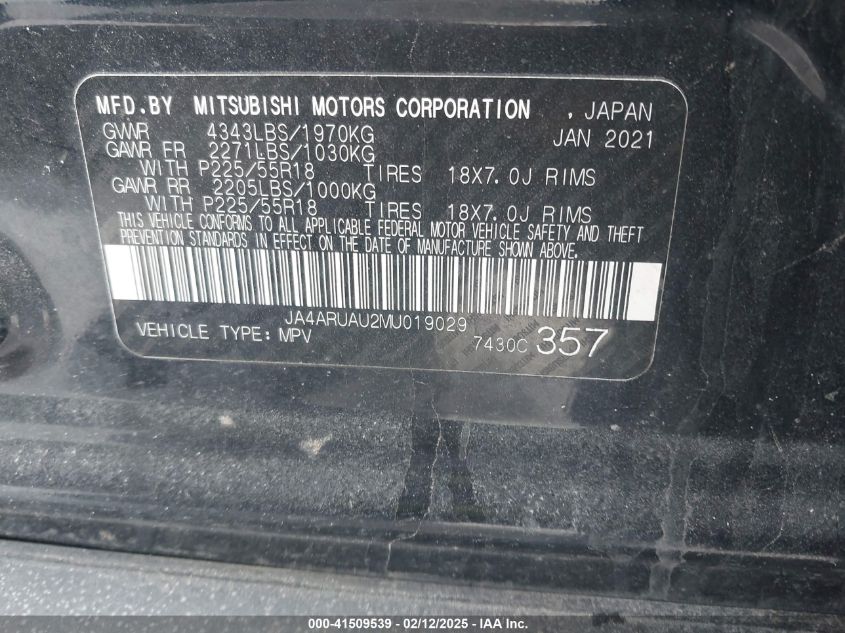 MFD.BY MITSUBISHI MOTORS CORPORATION , JAPAN
GVWR 4343LBS/1970KG JAN 2021
GAWR FR 2271LBS/1030KG
WITH P225/55R18 TIRES 18X7.0J RIMS
GAWR RR 2205LBS/1000KG
WITH P225/55R18 TIRES 18X7.0J RIMS
THIS VEHICLE CONFORMS TO ALL APPLICABLE FEDERAL MOTOR VEHICLE SAFETY AND THEFT
PREVENTION STANDARDS IN EFFECT ON THE DATE OF MANUFACTURE SHOWN ABOVE.
JA4ARUAU2MU019029
VEHICLE TYPE: MPV 7430C 357
000-41509539 - 02/12/2025 - IAA Inc.